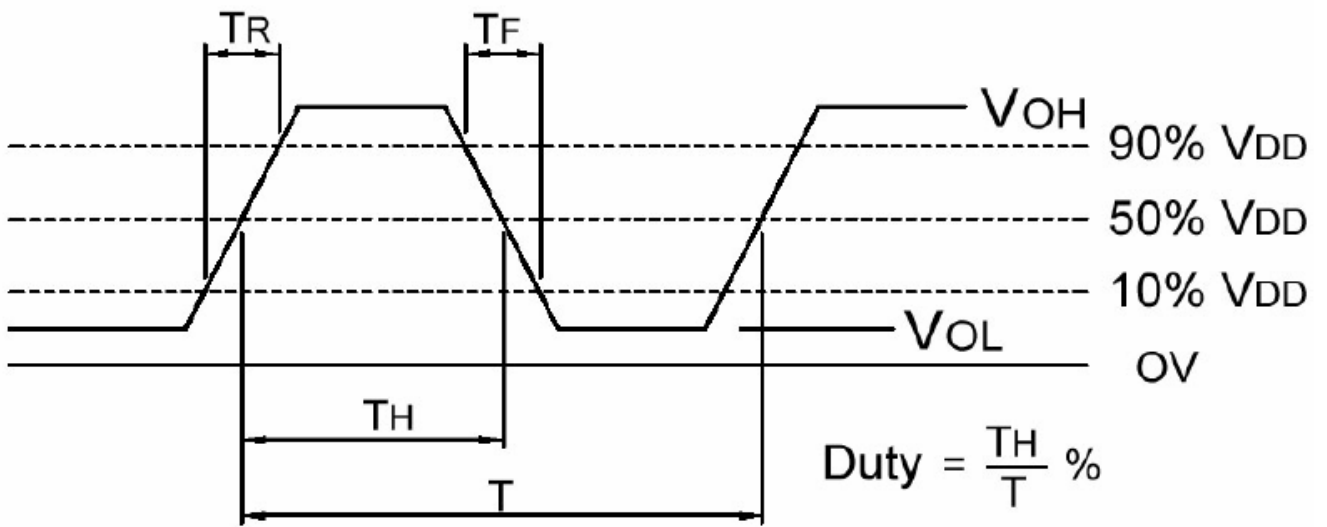 TR TF
VOH
90% VDD
50% VDD
10% VDD
VOL
OV
TH
Duty = TH/T %
T